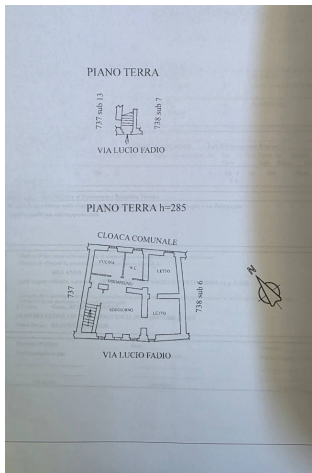 PIANO TERRA
737 sub 13
738 sub 7
VIA LUCIO FADIO
PIANO TERRA h=285
CLOACA COMUNALE
CUCINA
W.C.
LETTO
DISIMPEGNO
737
SOGGIORNO
LETTO
738 sub 6
N
VIA LUCIO FADIO